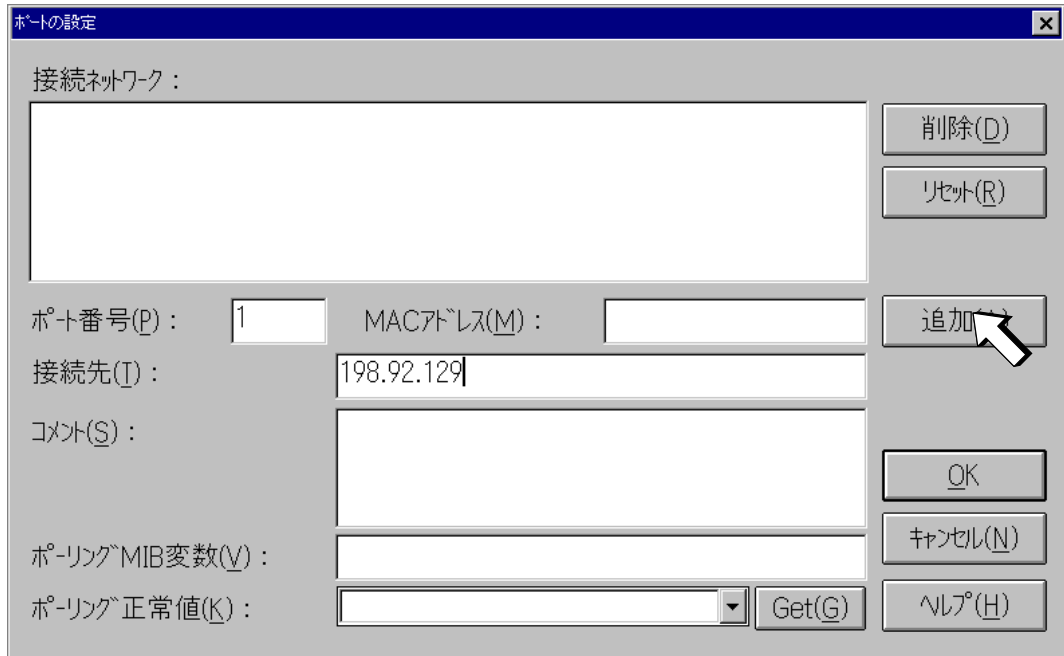 ポートの設定
接続ネットワーク：
削除(D)
リセット(R)
ポート番号(P)： 1 MACアドレス(M)：
追加
接続先(T)： 198.92.129
コメント(S)：
OK
キャンセル(N)
ポーリングMIB変数(V)：
ポーリング正常値(K)： Get(G)
ヘルプ(H)